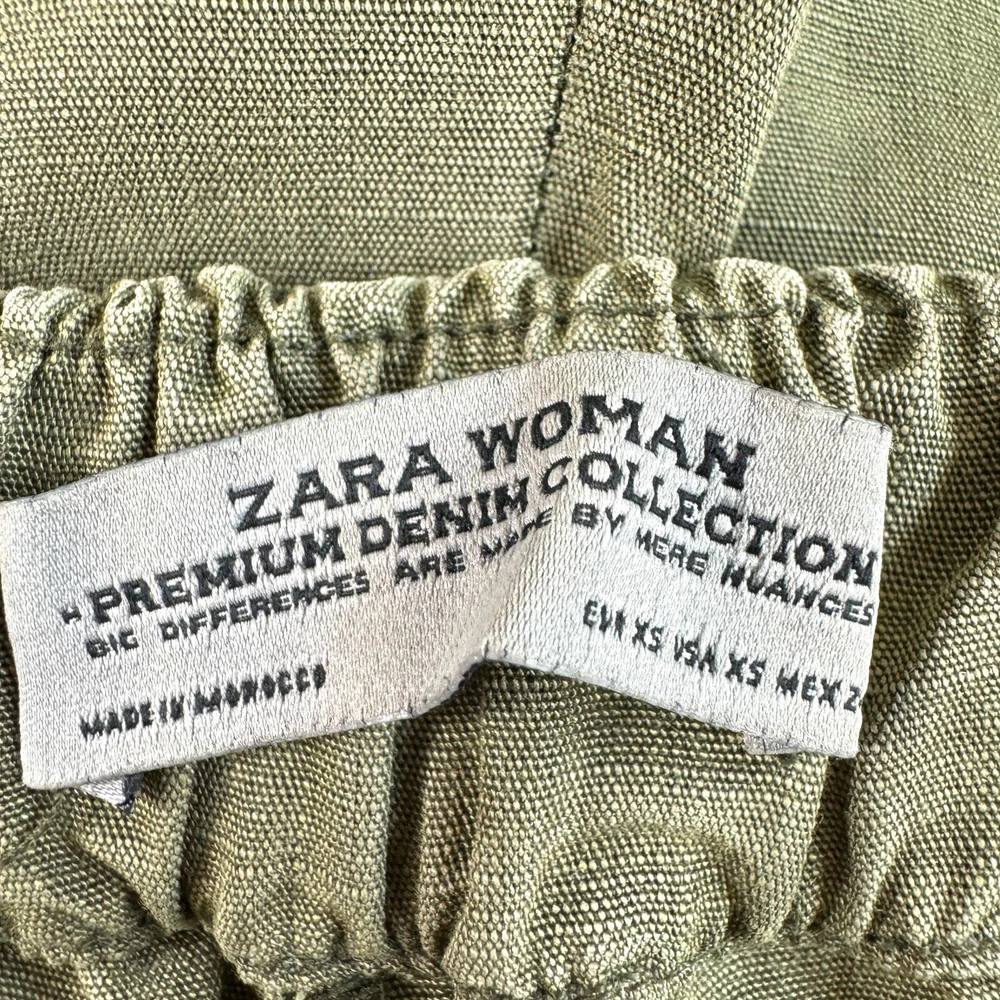 ZARA WOMAN
"PREMIUM DENIM COLLECTION
BIG DIFFERENCES ARE MADE BY MERE NUANCES
MADE IN MOROCCO
EUR XS USA XS MEX 2